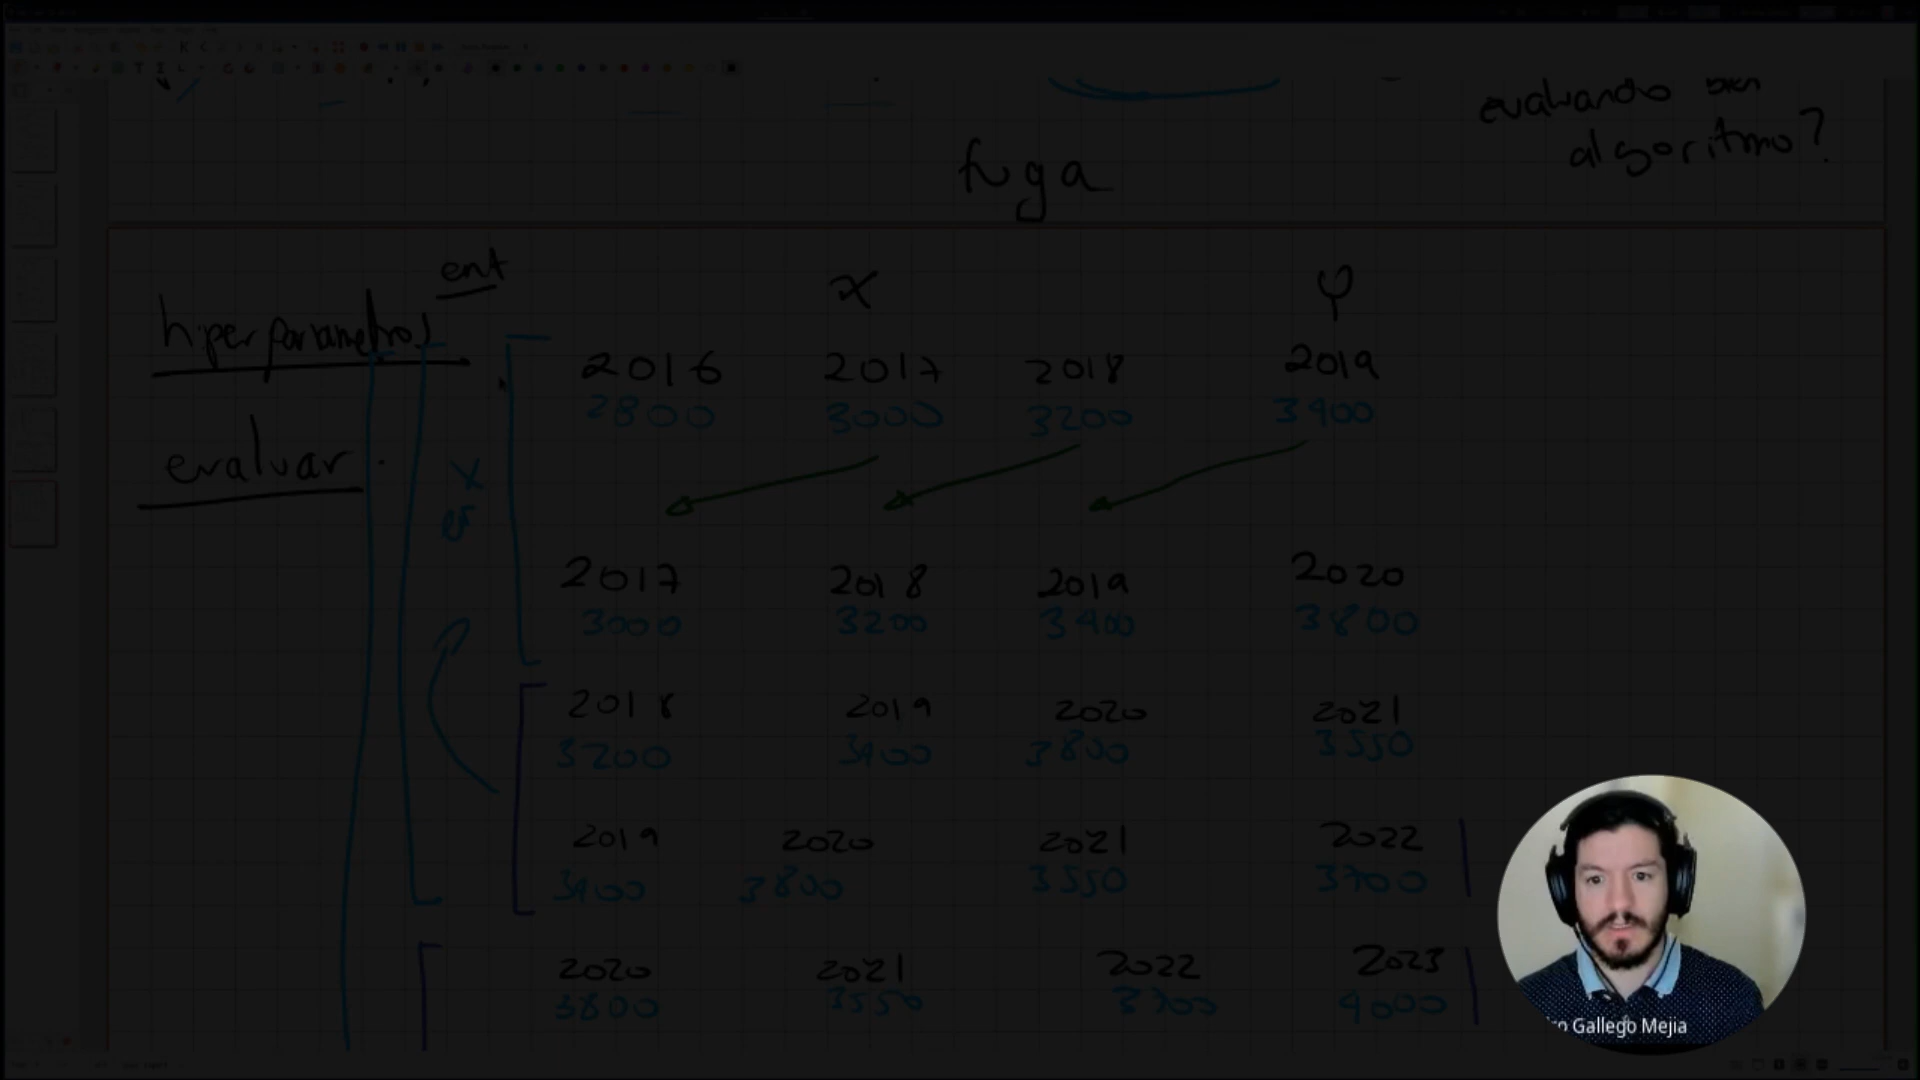 evaluando bien
algoritmo?
fuga
ent
hiperparametros
x
y
2016 2017 2018 2019
2800 3000 3200 3400
evaluar
X
2017 2018 2019 2020
3000 3200 3400 3800
2018 2019 2020 2021
3200 3400 3800 3550
2019 2020 2021 2022
3400 3800 3550 3700
2020 2021 2022 2023
3800 3550 3700 4000
Gallego Mejia